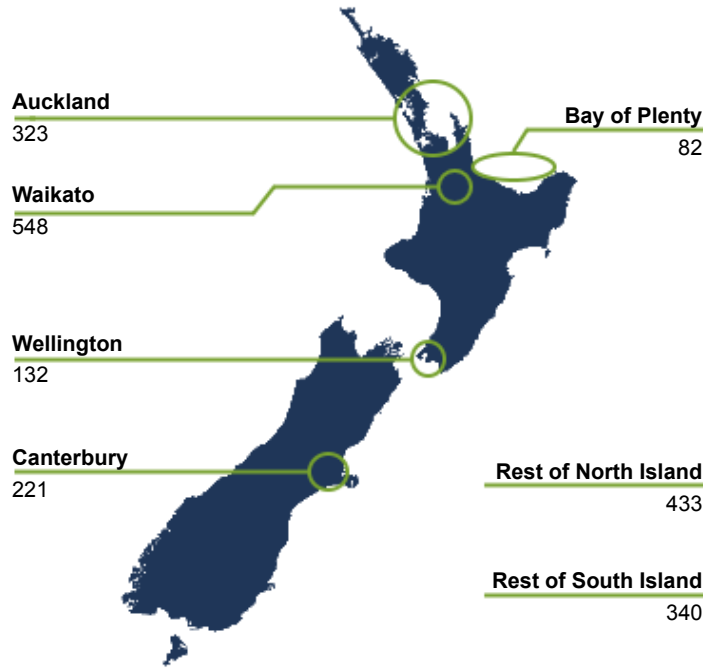 Auckland
323
Bay of Plenty
82
Waikato
548
Wellington
132
Canterbury
221
Rest of North Island
433
Rest of South Island
340